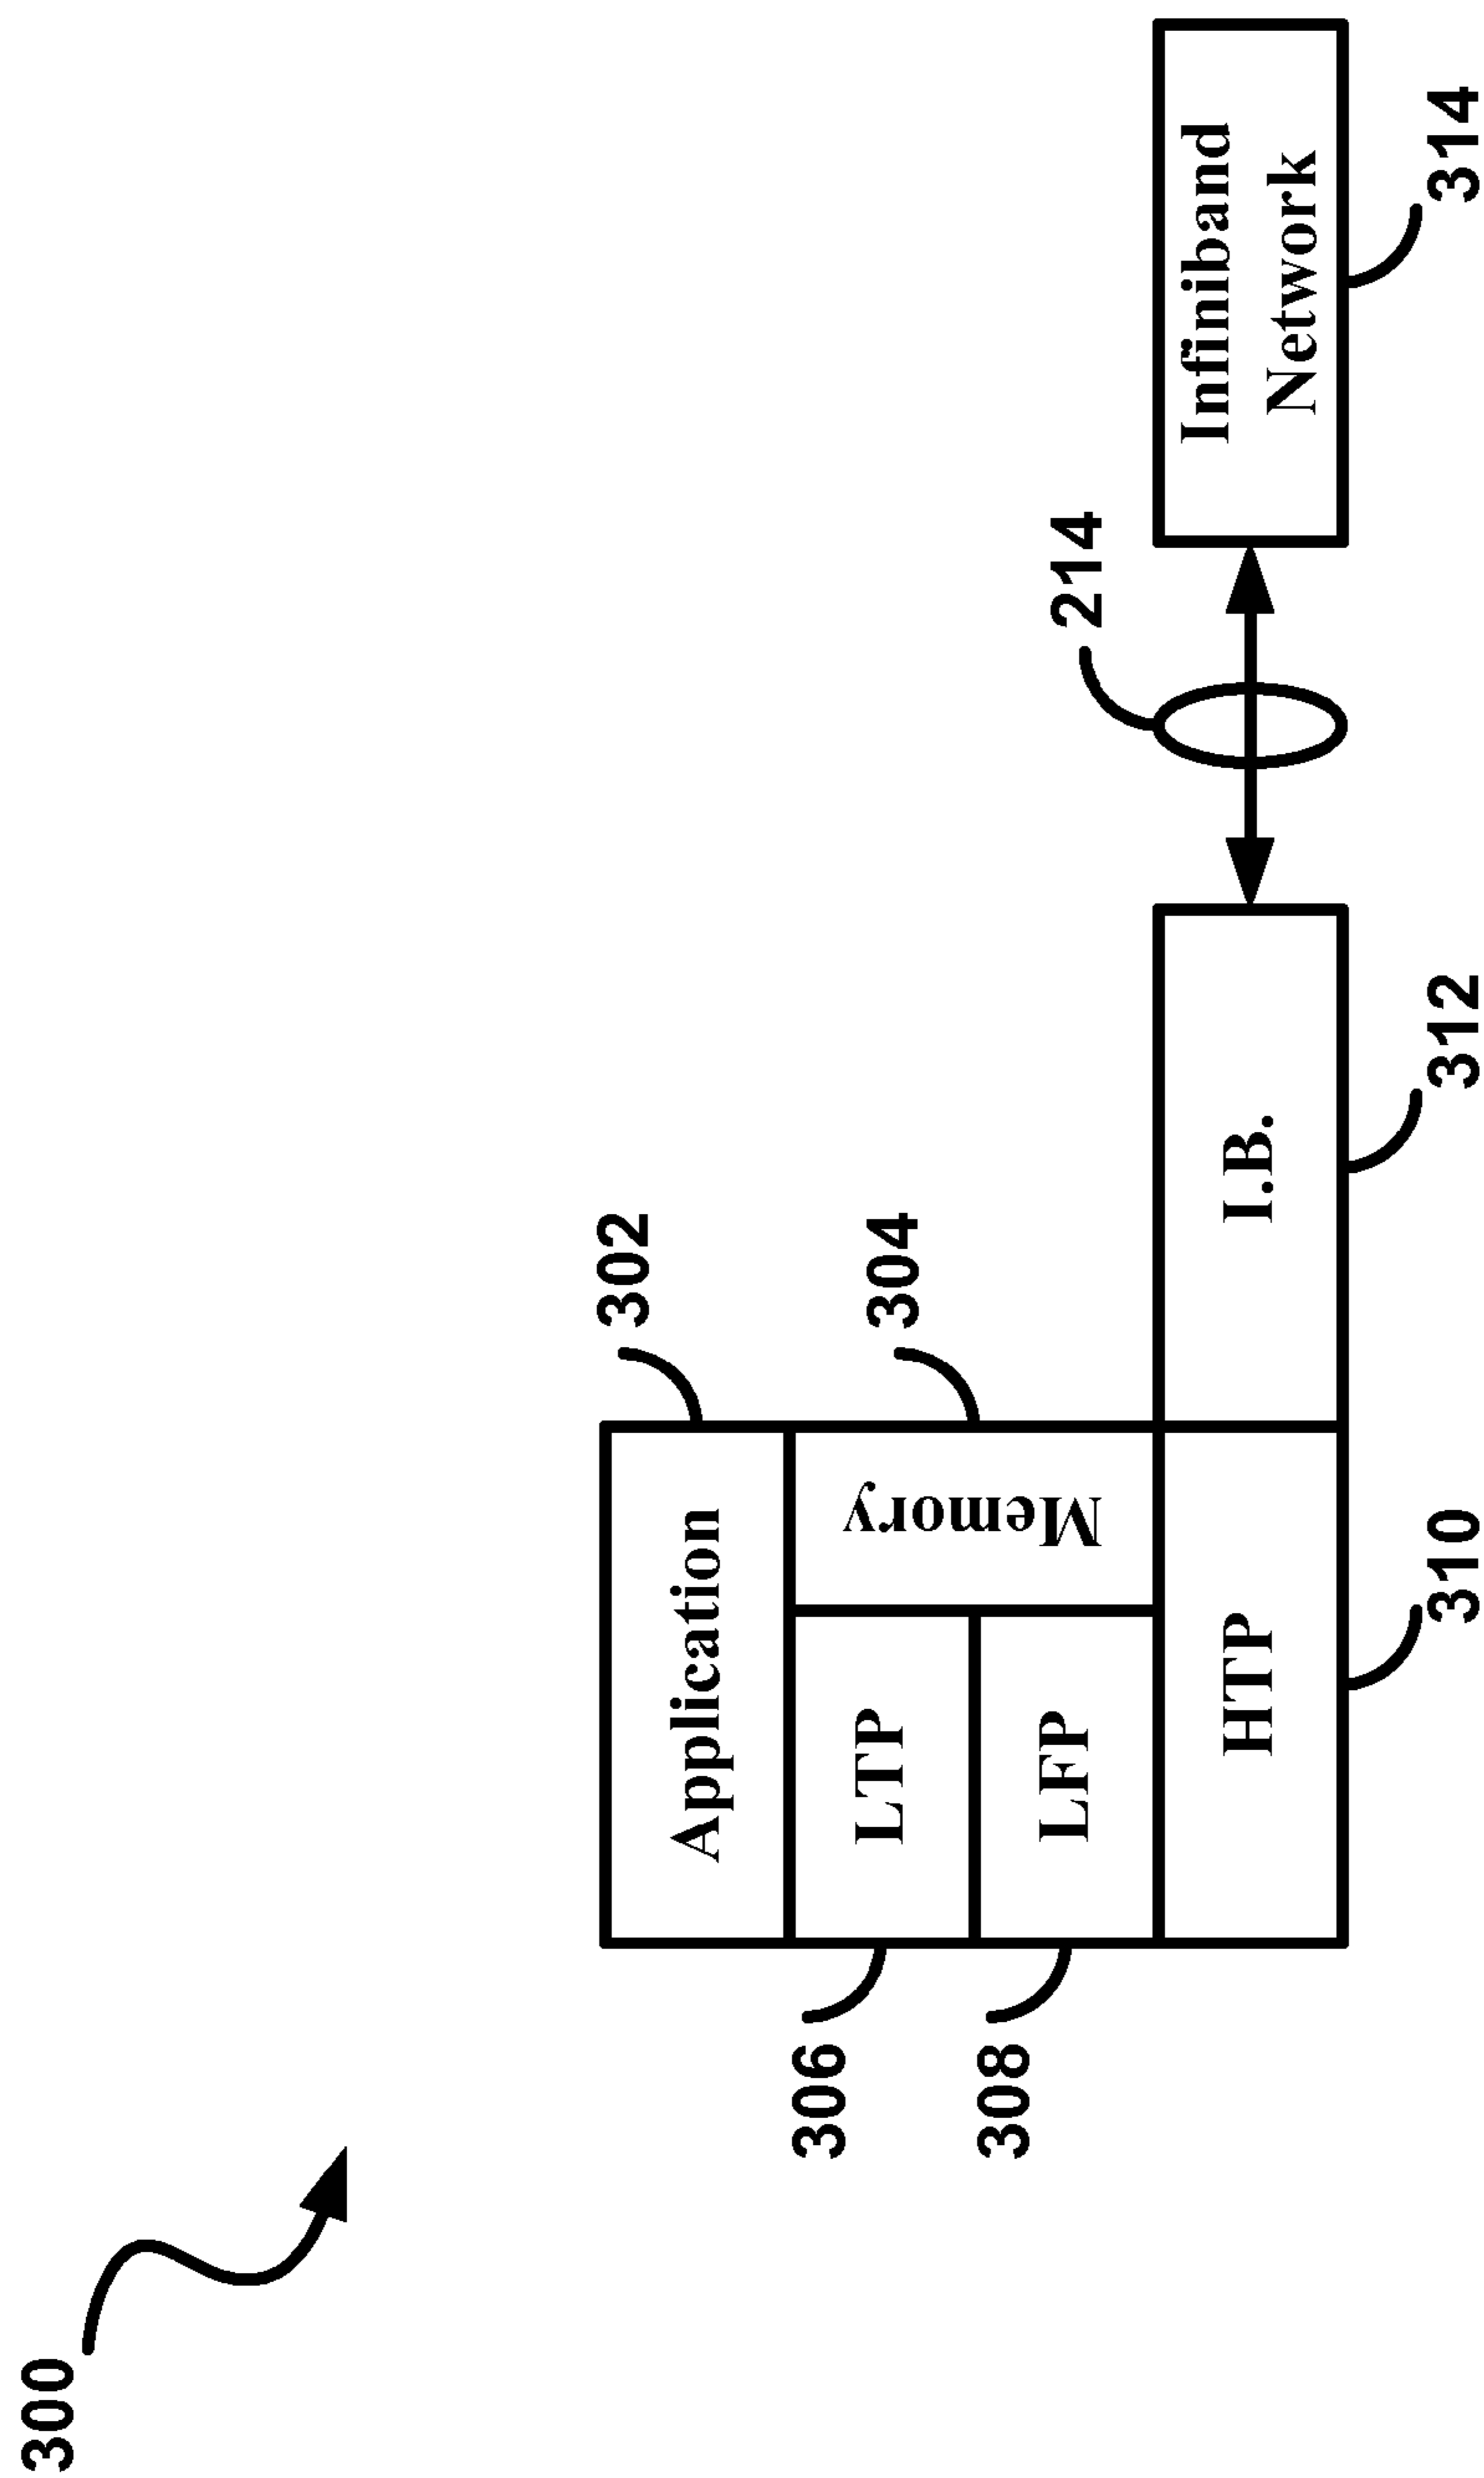 300
302
Application
304
Memory
306
LTP
308
LFP
HTP
310
I.B.
312
214
Infiniband
Network
314